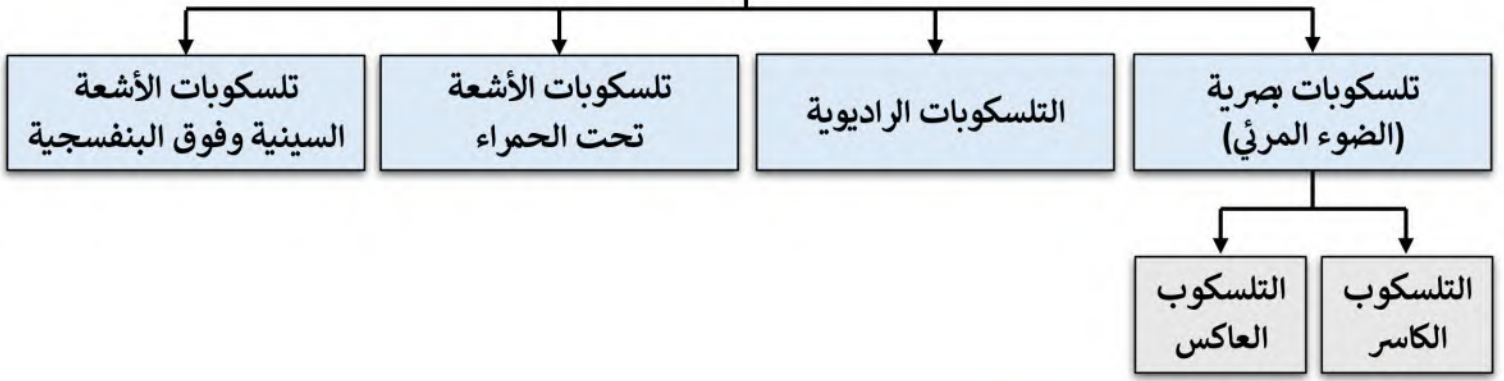 تلسكوبات بصرية
(الضوء المرئي)
التلسكوبات الراديوية
تلسكوبات الأشعة
تحت الحمراء
تلسكوبات الأشعة
السينية وفوق البنفسجية
التلسكوب
الكاسر
التلسكوب
العاكس